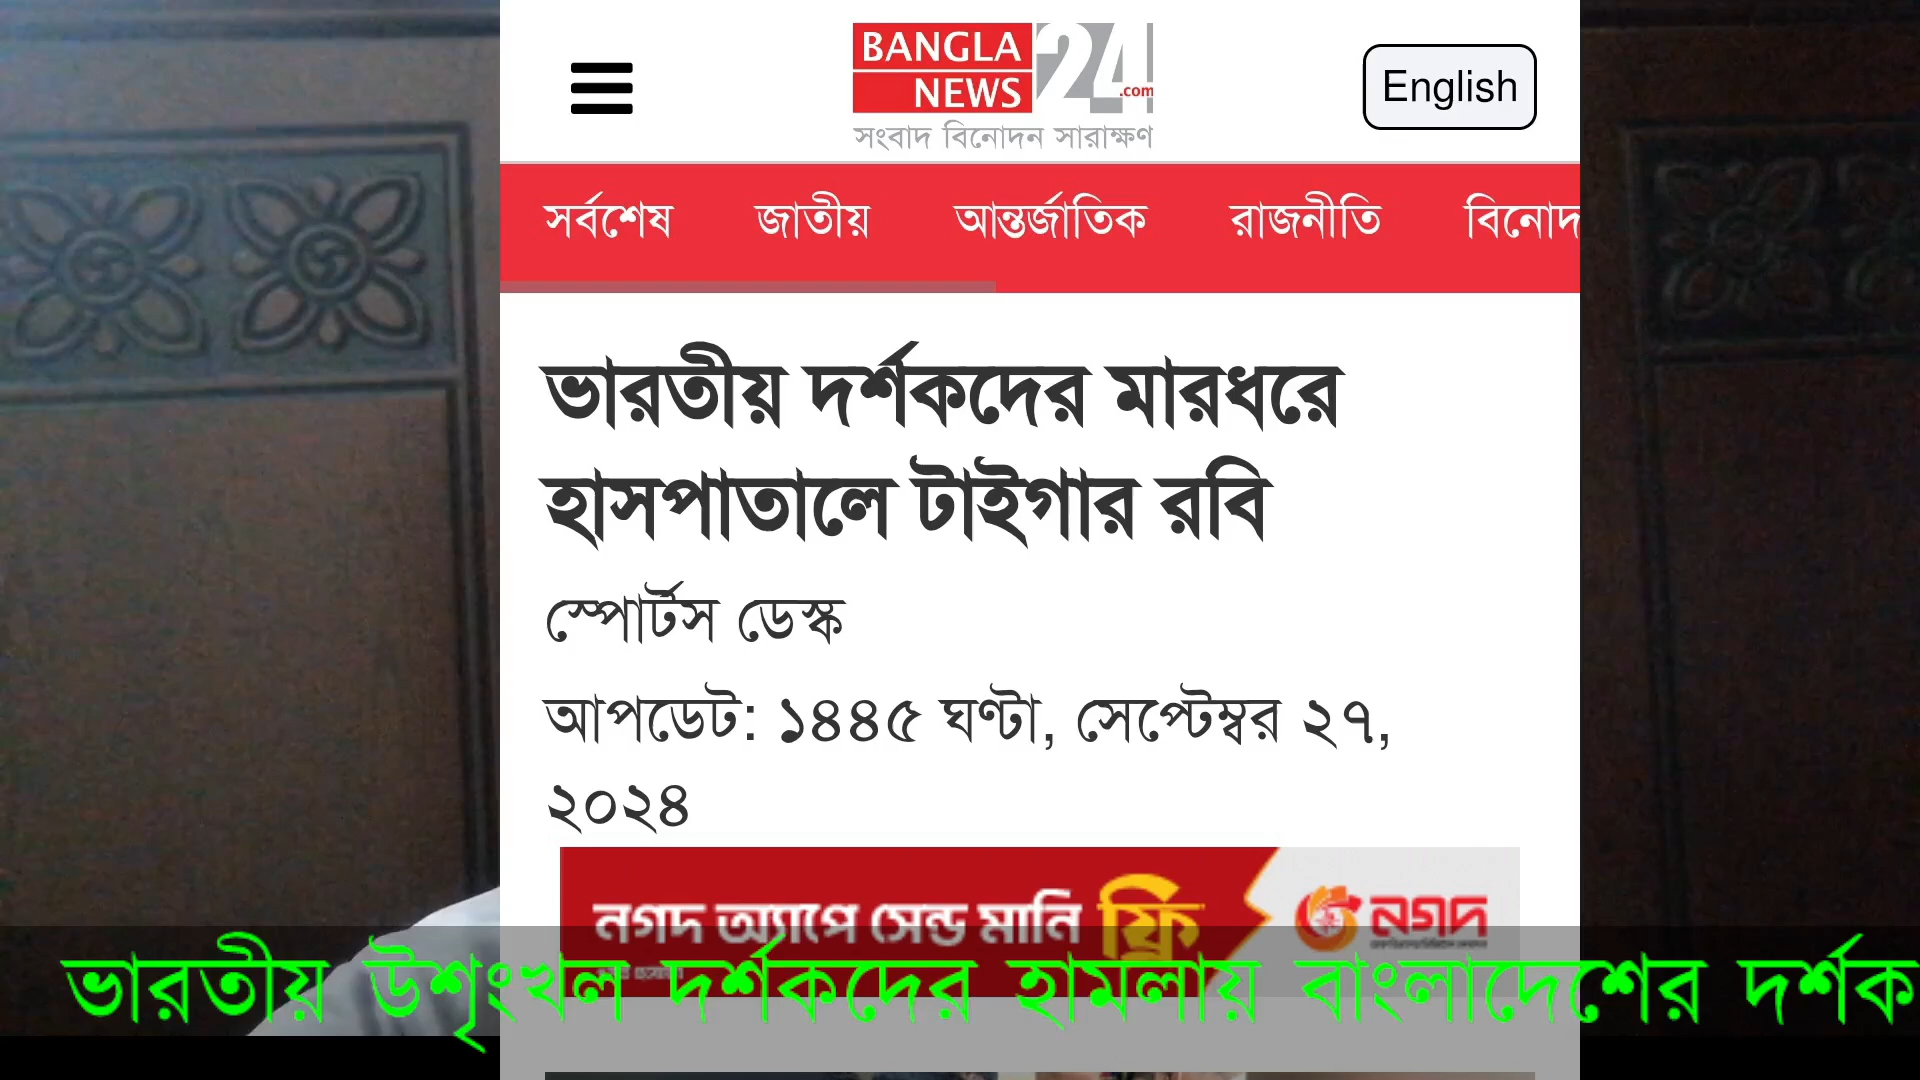 BANGLA
NEWS
24
.com
English
সংবাদ বিনোদন সারাক্ষণ
সর্বশেষ জাতীয় আন্তর্জাতিক রাজনীতি বিনোদ
ভারতীয় দর্শকদের মারধরে
হাসপাতালে টাইগার রবি
স্পোর্টস ডেস্ক
আপডেট: ১৪৪৫ ঘণ্টা, সেপ্টেম্বর ২৭,
২০২৪
নগদ অ্যাপে সেন্ড মানি ফ্রি
নগদ
ভারতীয় উশৃংখল দর্শকদের হামলায় বাংলাদেশের দর্শক